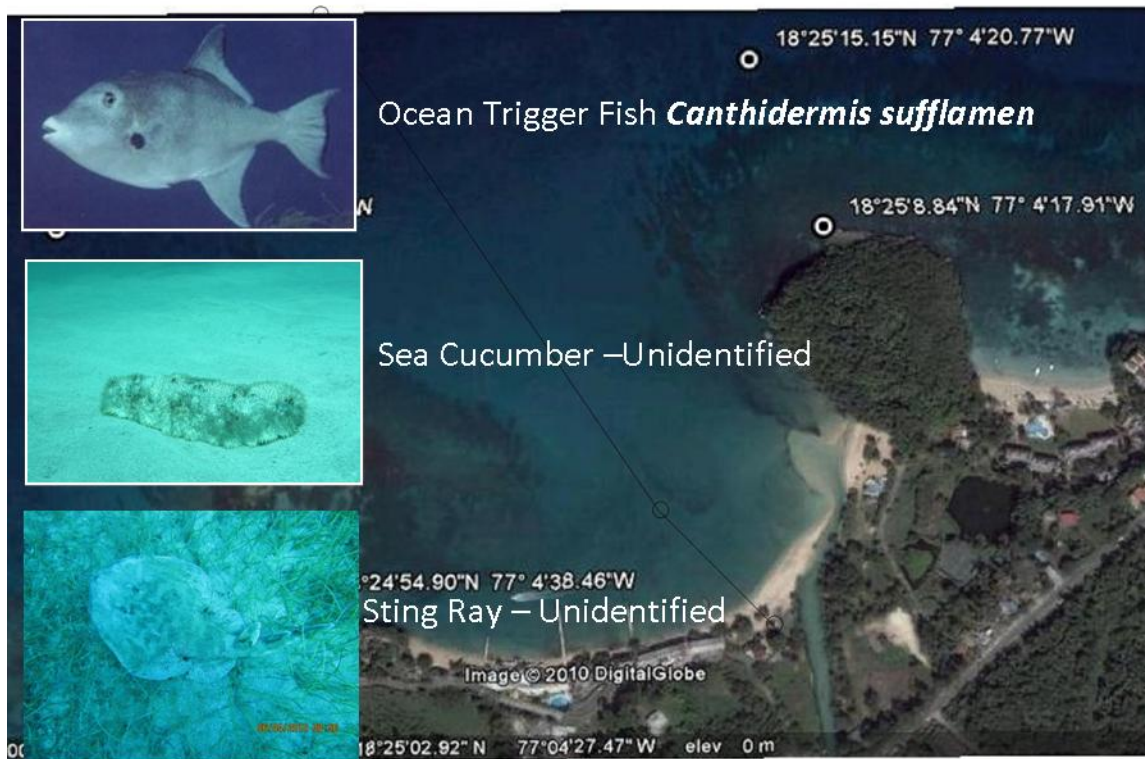 18°25'15.15"N 77° 4'20.77"W
Ocean Trigger Fish Canthidermis sufflamen
W
18°25'8.84"N 77° 4'17.91"W
Sea Cucumber –Unidentified
°24'54.90"N 77° 4'38.46"W
Sting Ray – Unidentified
Image © 2010 DigitalGlobe
18°25'02.92" N 77°04'27.47" W elev 0 m